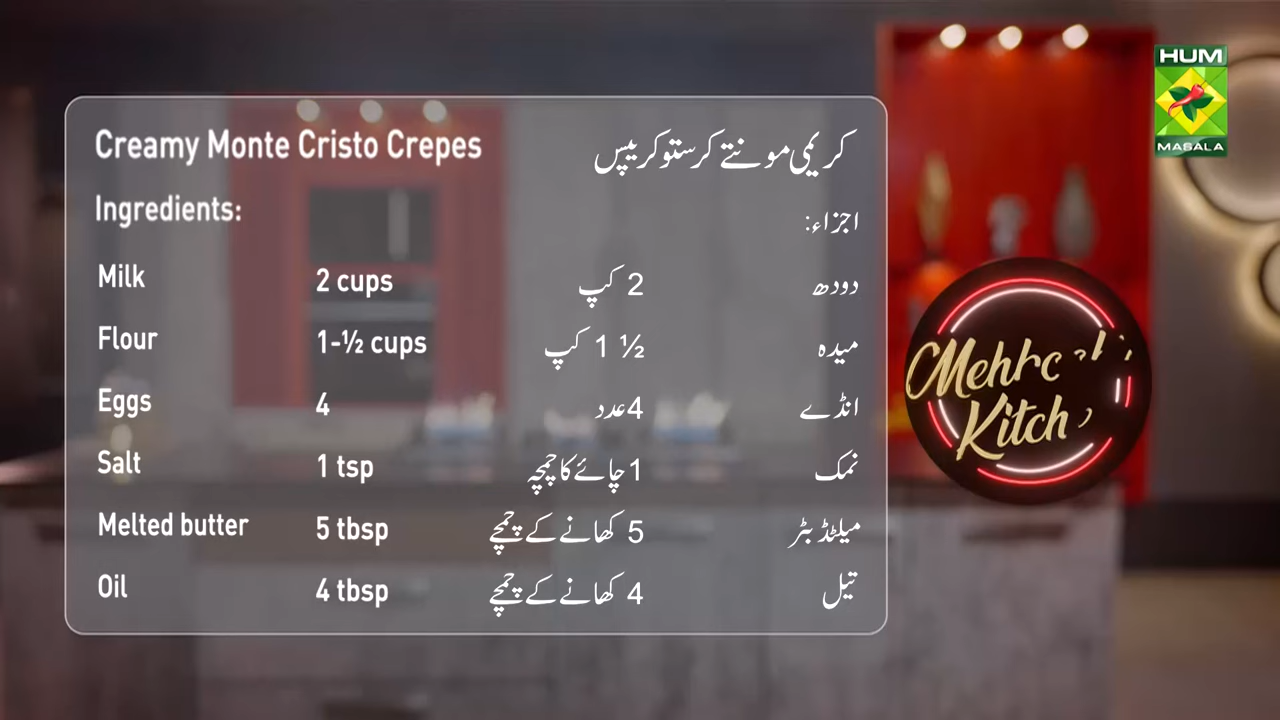 Creamy Monte Cristo Crepes کریمی مونتے کرستو کریپس
Ingredients: اجزاء:
Milk 2 cups 2 کپ دودھ
Flour 1-½ cups ½ 1 کپ میدہ
Eggs 4 4عدد انڈے
Salt 1 tsp 1 چائے کا چمچہ نمک
Melted butter 5 tbsp 5 کھانے کے چمچے میلٹڈ بٹر
Oil 4 tbsp 4 کھانے کے چمچے تیل
HUM
MASALA